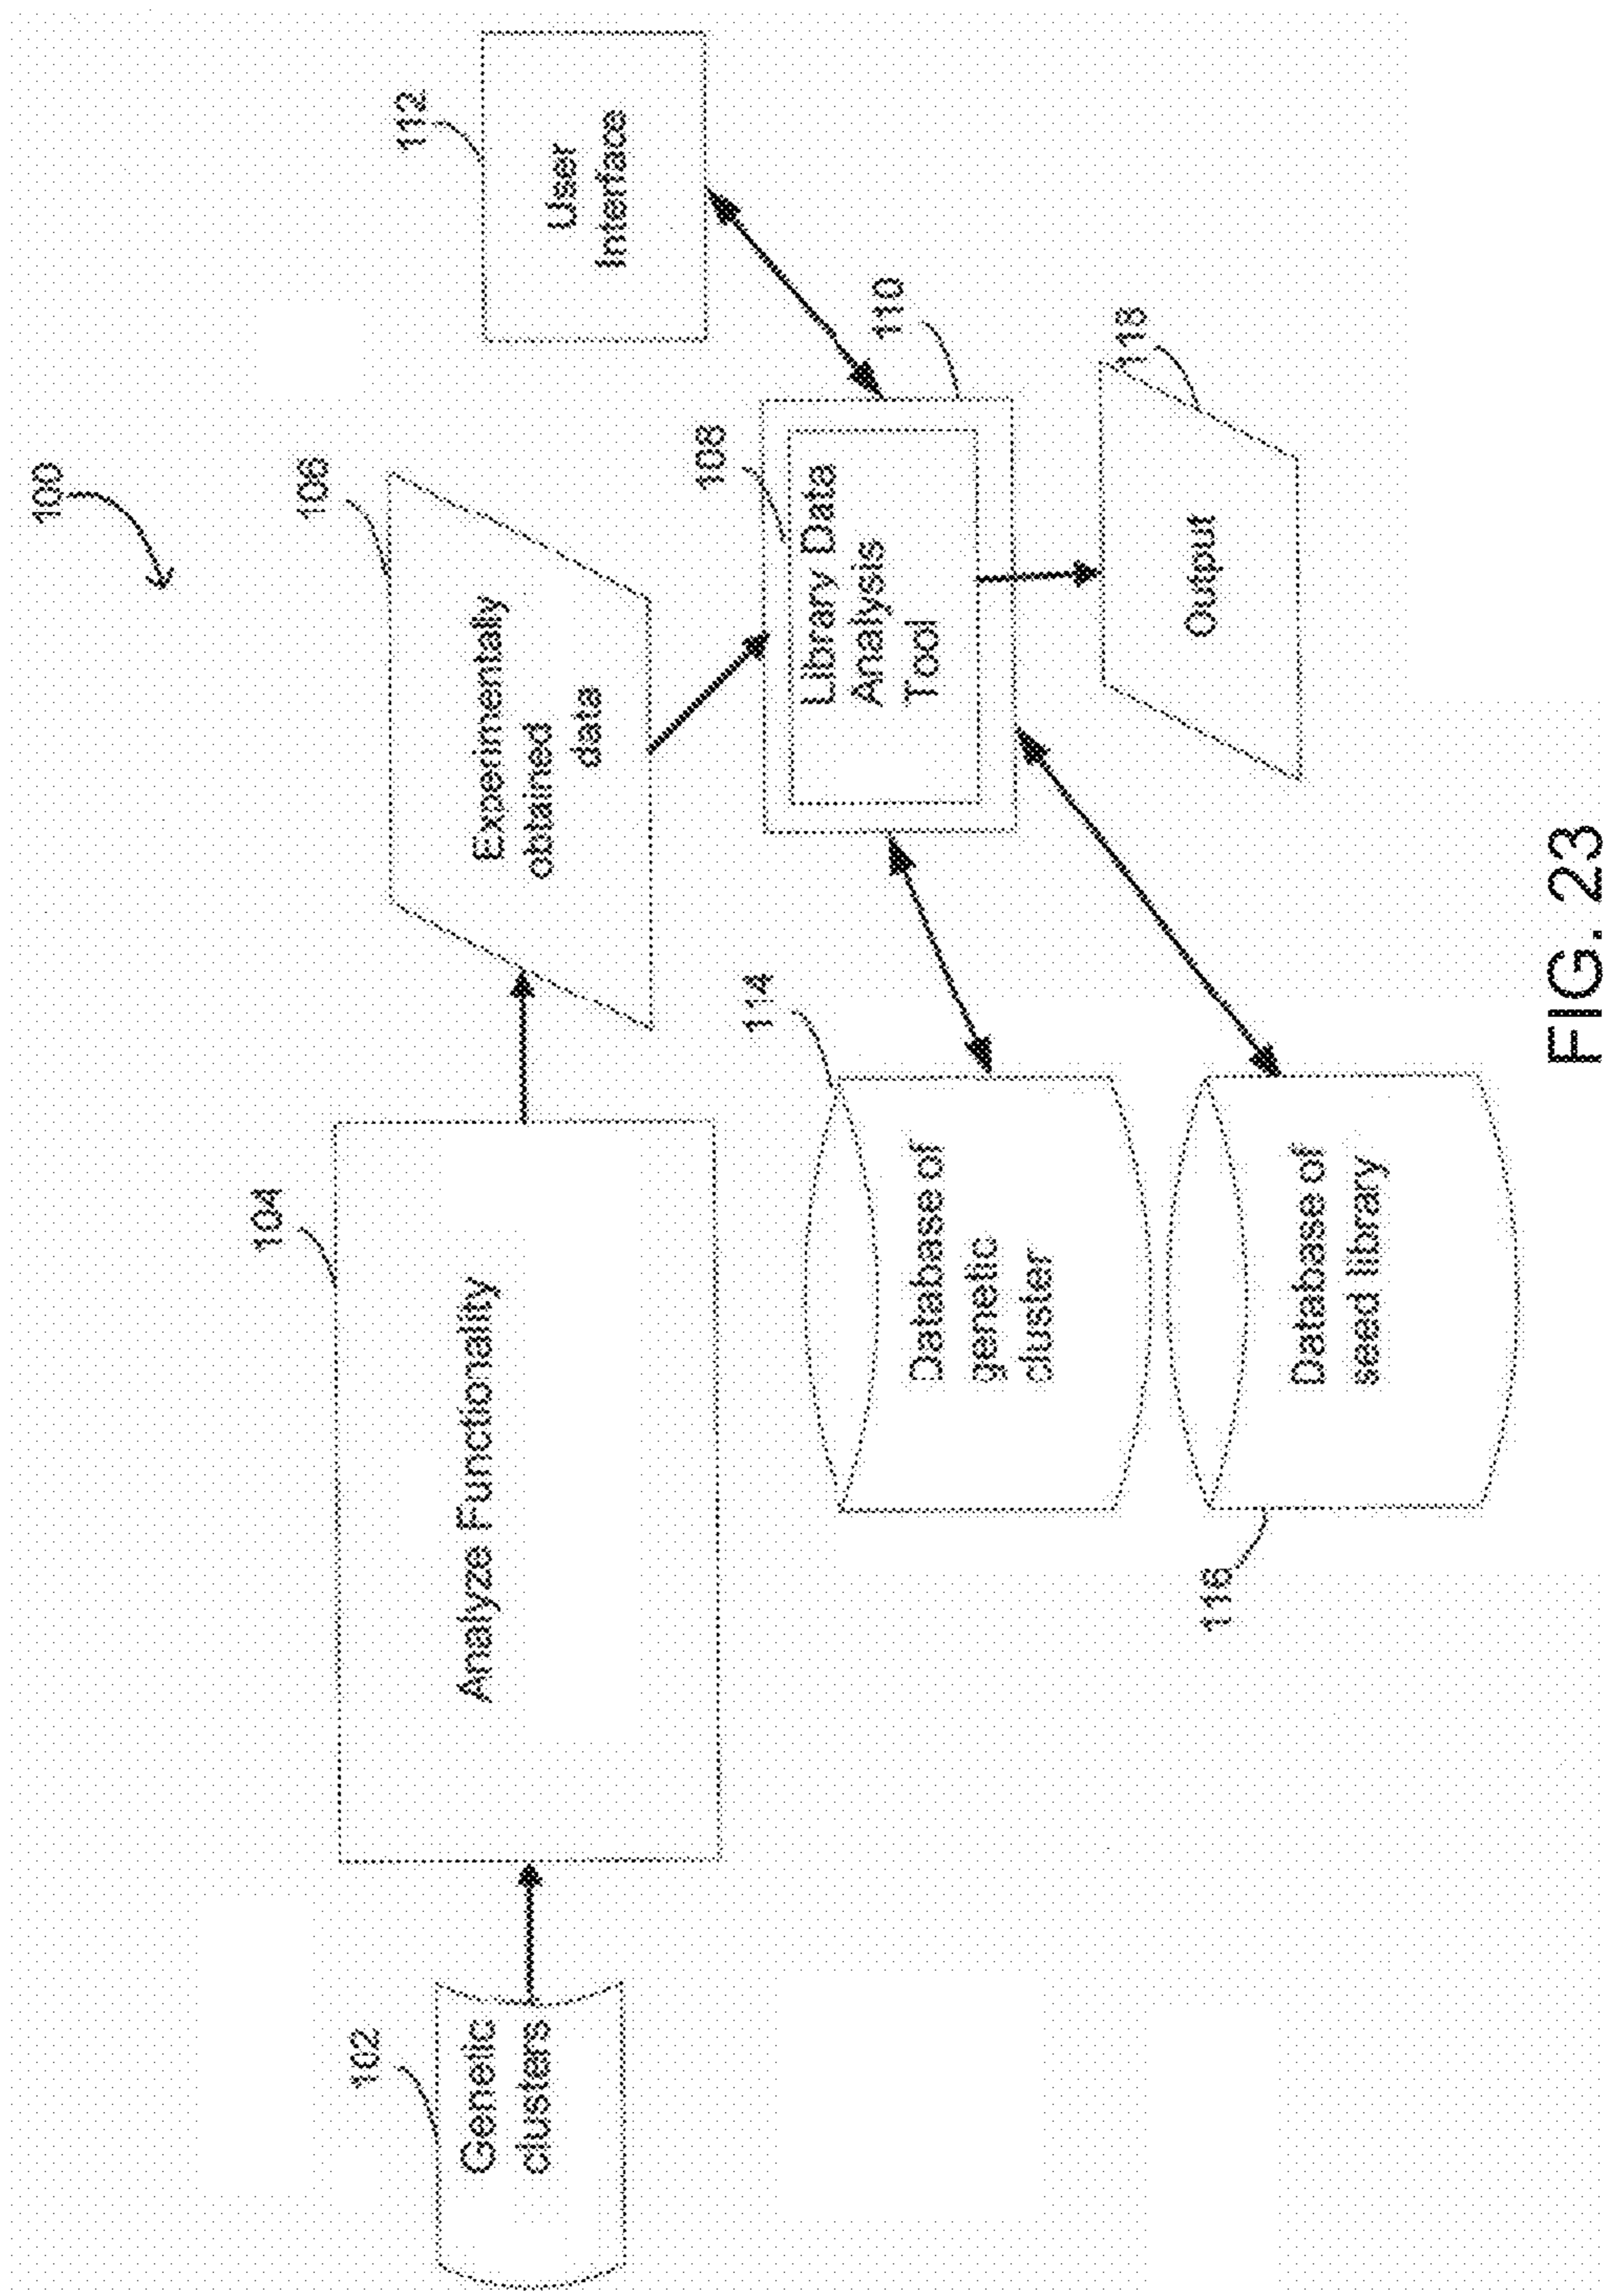 100
102
Genetic
clusters
104
Analyze Functionality
106
Experimentally
obtained
data
112
User
Interface
108
110
Library Data
Analysis
Tool
114
Database of
genetic
cluster
116
Database of
seed library
118
Output
FIG. 23